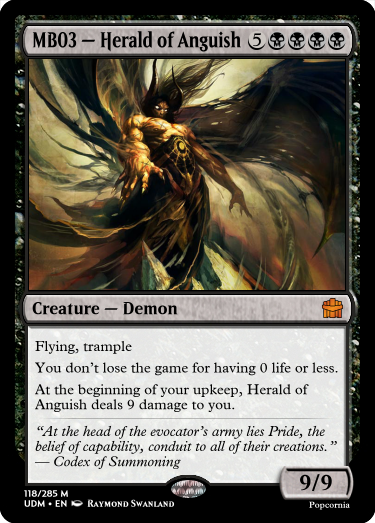 MB03 — Herald of Anguish 5
Creature — Demon
Flying, trample
You don't lose the game for having 0 life or less.
At the beginning of your upkeep, Herald of
Anguish deals 9 damage to you.
“At the head of the evocator's army lies Pride, the
belief of capability, conduit to all of their creations.”
— Codex of Summoning
9/9
118/285 M
UDM • EN RAYMOND SWANLAND
Popcornia